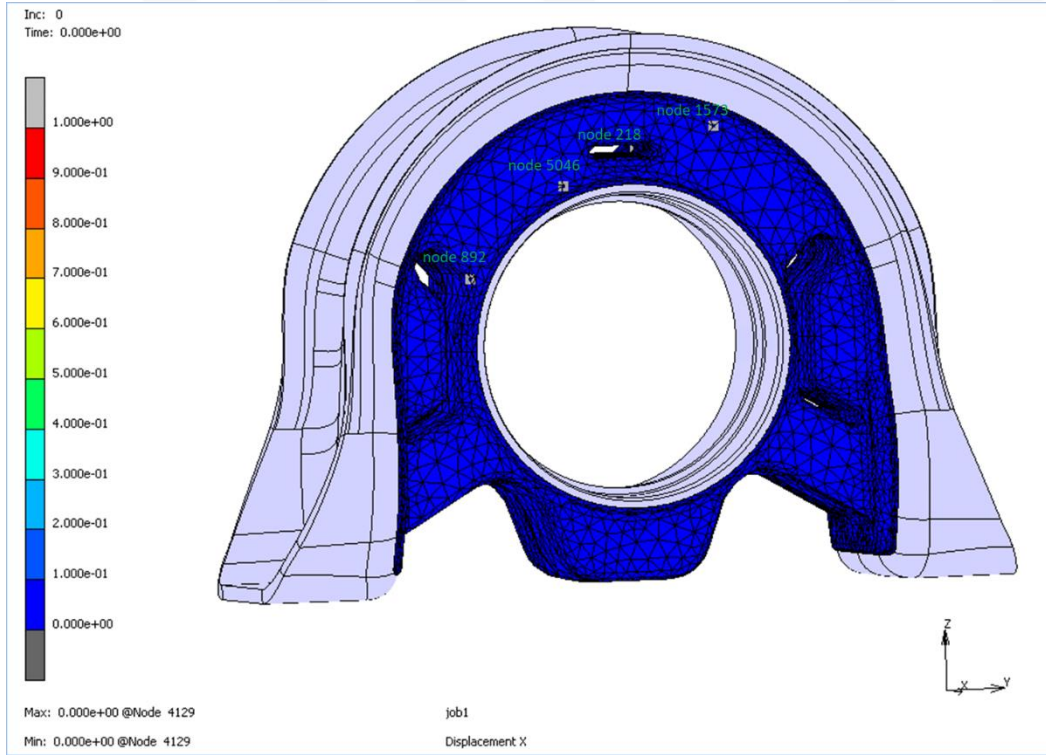 Inc: 0
Time: 0.000e+00
1.000e+00
9.000e-01
8.000e-01
7.000e-01
6.000e-01
5.000e-01
4.000e-01
3.000e-01
2.000e-01
1.000e-01
0.000e+00
node 1573
node 218
node 5046
node 892
Z
X Y
Max: 0.000e+00 @Node 4129
job1
Min: 0.000e+00 @Node 4129
Displacement X